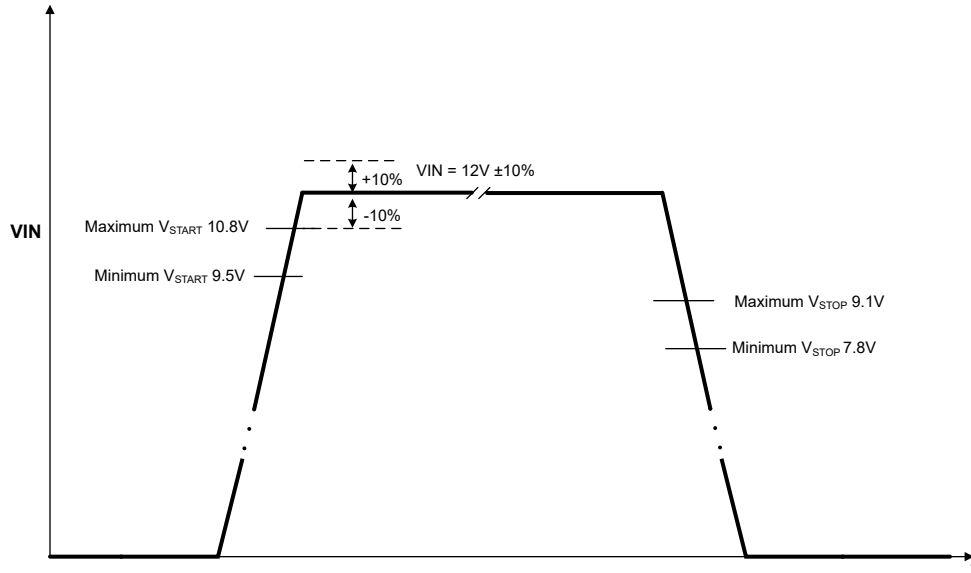 +10%
VIN = 12V ±10%
-10%
Maximum VSTART 10.8V
VIN
Minimum VSTART 9.5V
Maximum VSTOP 9.1V
Minimum VSTOP 7.8V